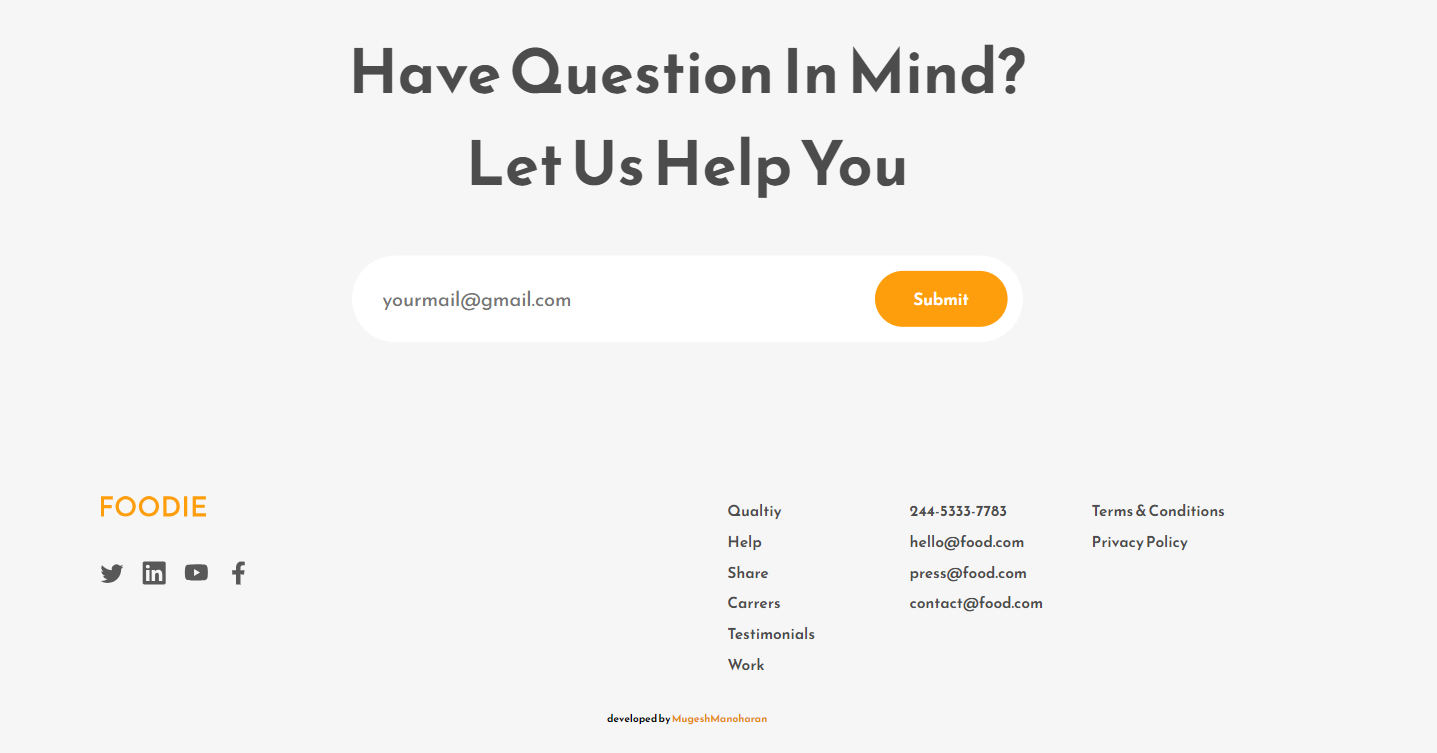 Have Question In Mind?
Let Us Help You
yourmail@gmail.com
Submit
FOODIE
Qualtiy
Help
Share
Carrers
Testimonials
Work
244-5333-7783
hello@food.com
press@food.com
contact@food.com
Terms & Conditions
Privacy Policy
developed by MugeshManoharan